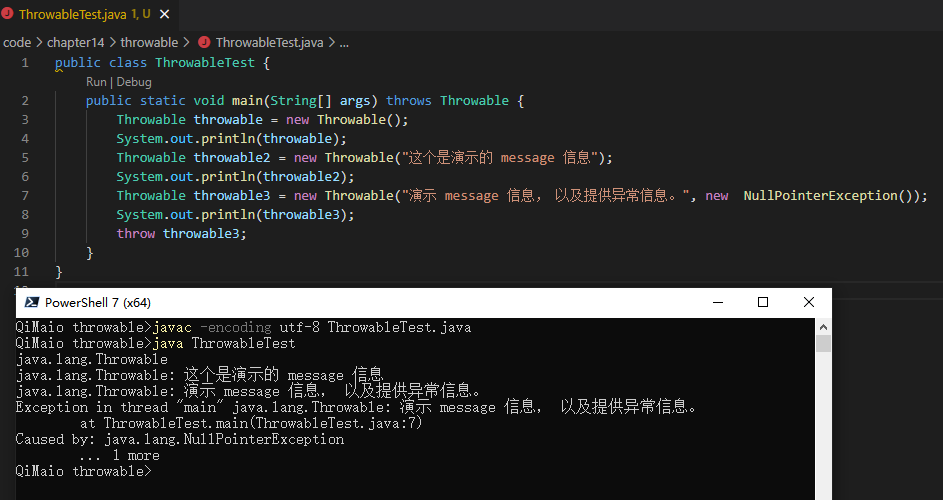 ThrowableTest.java 1, U
code > chapter14 > throwable > ThrowableTest.java > ...
1 public class ThrowableTest {
Run | Debug
2 public static void main(String[] args) throws Throwable {
3 Throwable throwable = new Throwable();
4 System.out.println(throwable);
5 Throwable throwable2 = new Throwable("这个是演示的 message 信息");
6 System.out.println(throwable2);
7 Throwable throwable3 = new Throwable("演示 message 信息, 以及提供异常信息。", new  NullPointerException());
8 System.out.println(throwable3);
9 throw throwable3;
10 }
11 }
PowerShell 7 (x64)
QiMaio throwable>javac -encoding utf-8 ThrowableTest.java
QiMaio throwable>java ThrowableTest
java.lang.Throwable
java.lang.Throwable: 这个是演示的 message 信息
java.lang.Throwable: 演示 message 信息, 以及提供异常信息。
Exception in thread "main" java.lang.Throwable: 演示 message 信息, 以及提供异常信息。
at ThrowableTest.main(ThrowableTest.java:7)
Caused by: java.lang.NullPointerException
... 1 more
QiMaio throwable>